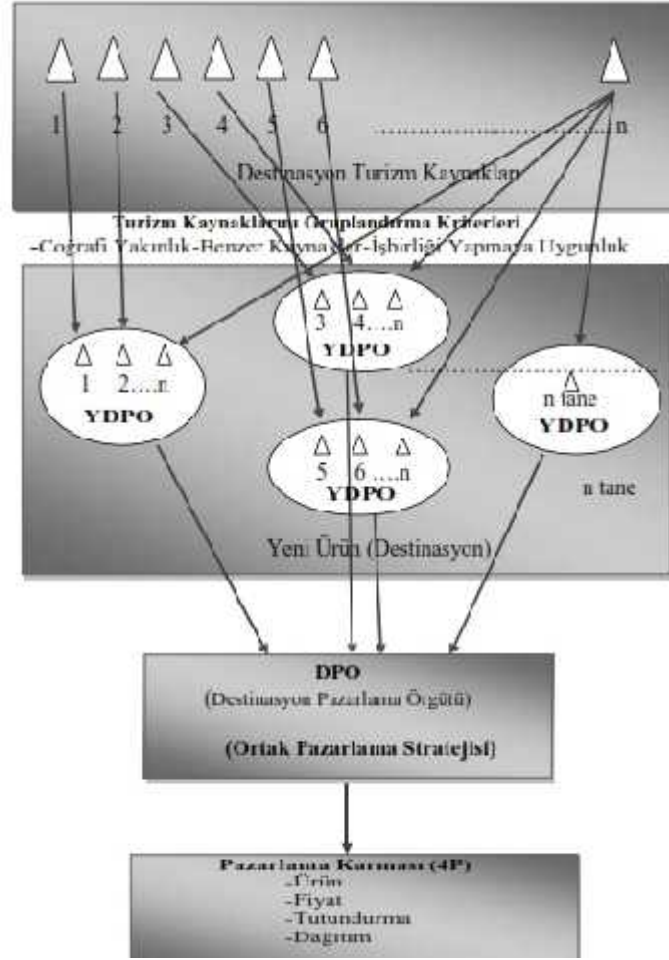 1 2 3 4 5 6 ........................................n
Destinasyon Turizm Kaynakları
Turizm Kaynaklarını Gruplandırma Kriterleri
-Coğrafi Yakınlık-Benzer Kaynaklar-İşbirliği Yapmaya Uygunluk
3 4....n
YDPO
1 2....n
YDPO
n tane
YDPO
5 6 ....n
YDPO
n tane
Yeni Ürün (Destinasyon)
DPO
(Destinasyon Pazarlama Örgütü)
(Ortak Pazarlama Stratejisi)
Pazarlama Karması (4P)
-Ürün
-Fiyat
-Tutundurma
-Dağıtım